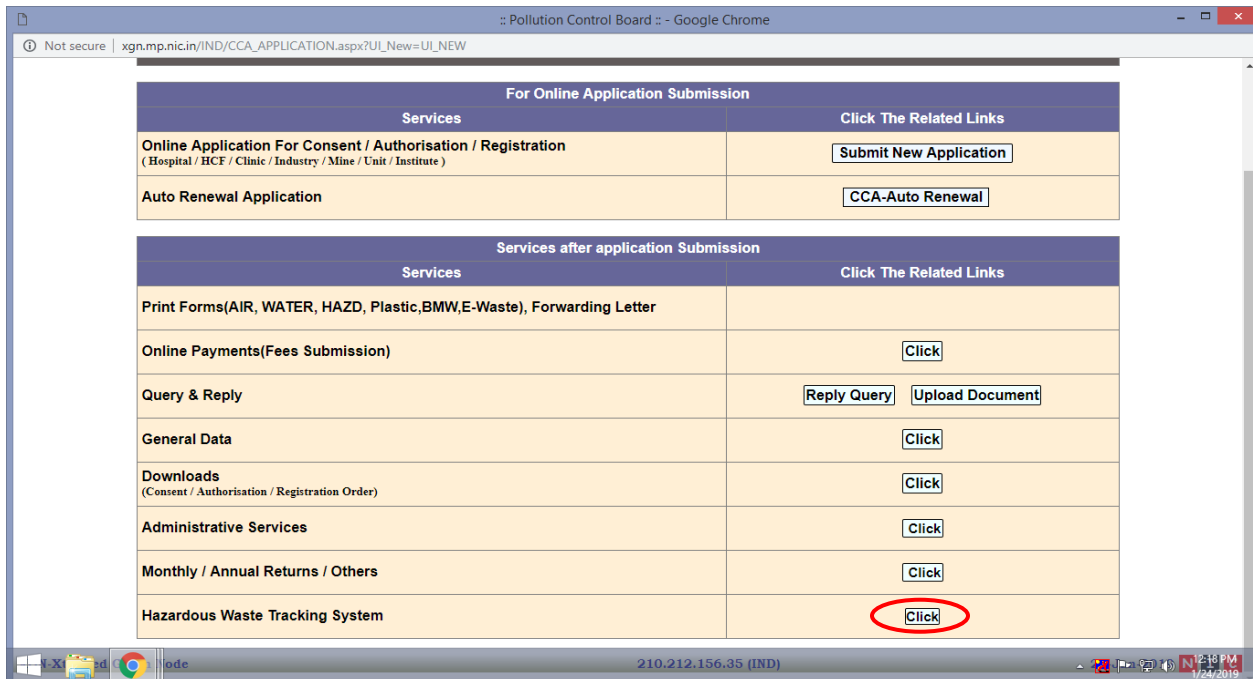 :: Pollution Control Board :: - Google Chrome
Not secure | xgn.mp.nic.in/IND/CCA_APPLICATION.aspx?UI_New=UI_NEW
For Online Application Submission
Services Click The Related Links
Online Application For Consent / Authorisation / Registration
( Hospital / HCF / Clinic / Industry / Mine / Unit / Institute )
Submit New Application
Auto Renewal Application CCA-Auto Renewal
Services after application Submission
Services Click The Related Links
Print Forms(AIR, WATER, HAZD, Plastic,BMW,E-Waste), Forwarding Letter
Online Payments(Fees Submission) Click
Query & Reply Reply Query Upload Document
General Data Click
Downloads
(Consent / Authorisation / Registration Order)
Click
Administrative Services Click
Monthly / Annual Returns / Others Click
Hazardous Waste Tracking System Click
Node 210.212.156.35 (IND)
12:18 PM
1/24/2019